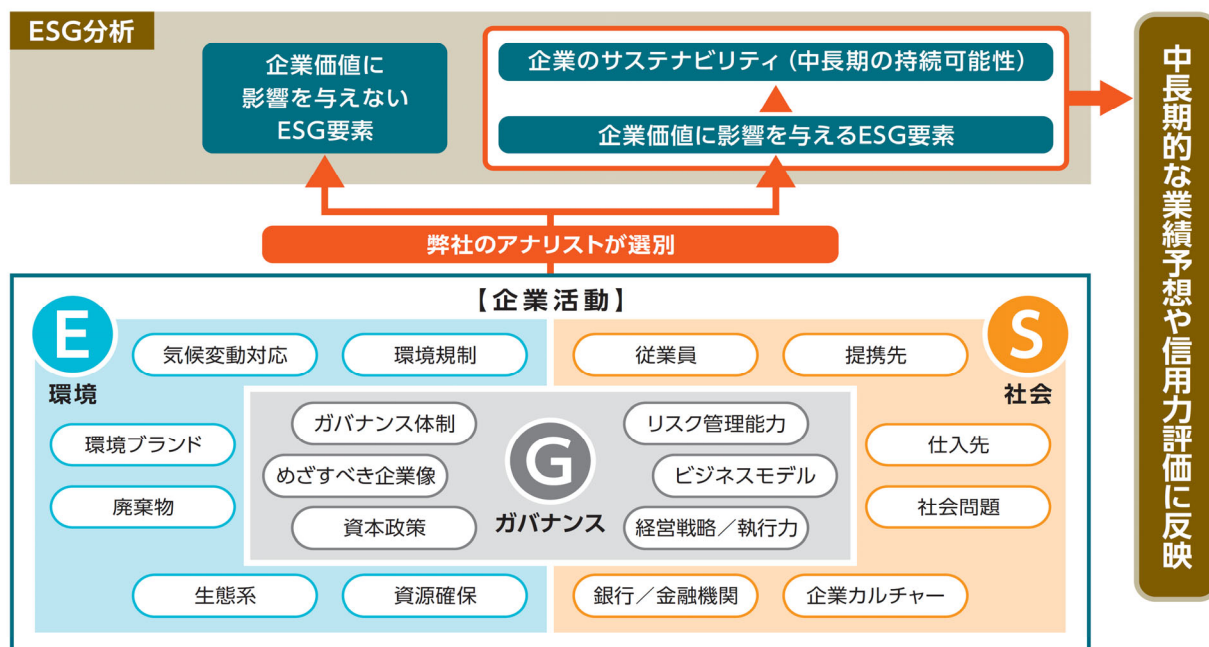 ESG分析
企業価値に
影響を与えない
ESG要素
企業のサステナビリティ（中長期の持続可能性）
企業価値に影響を与えるESG要素
中長期的な業績予想や信用力評価に反映
弊社のアナリストが選別
【企業活動】
E
環境
気候変動対応
環境規制
環境ブランド
廃棄物
生態系
資源確保
G
ガバナンス
ガバナンス体制
めざすべき企業像
資本政策
リスク管理能力
ビジネスモデル
経営戦略／執行力
S
社会
従業員
提携先
仕入先
社会問題
銀行／金融機関
企業カルチャー